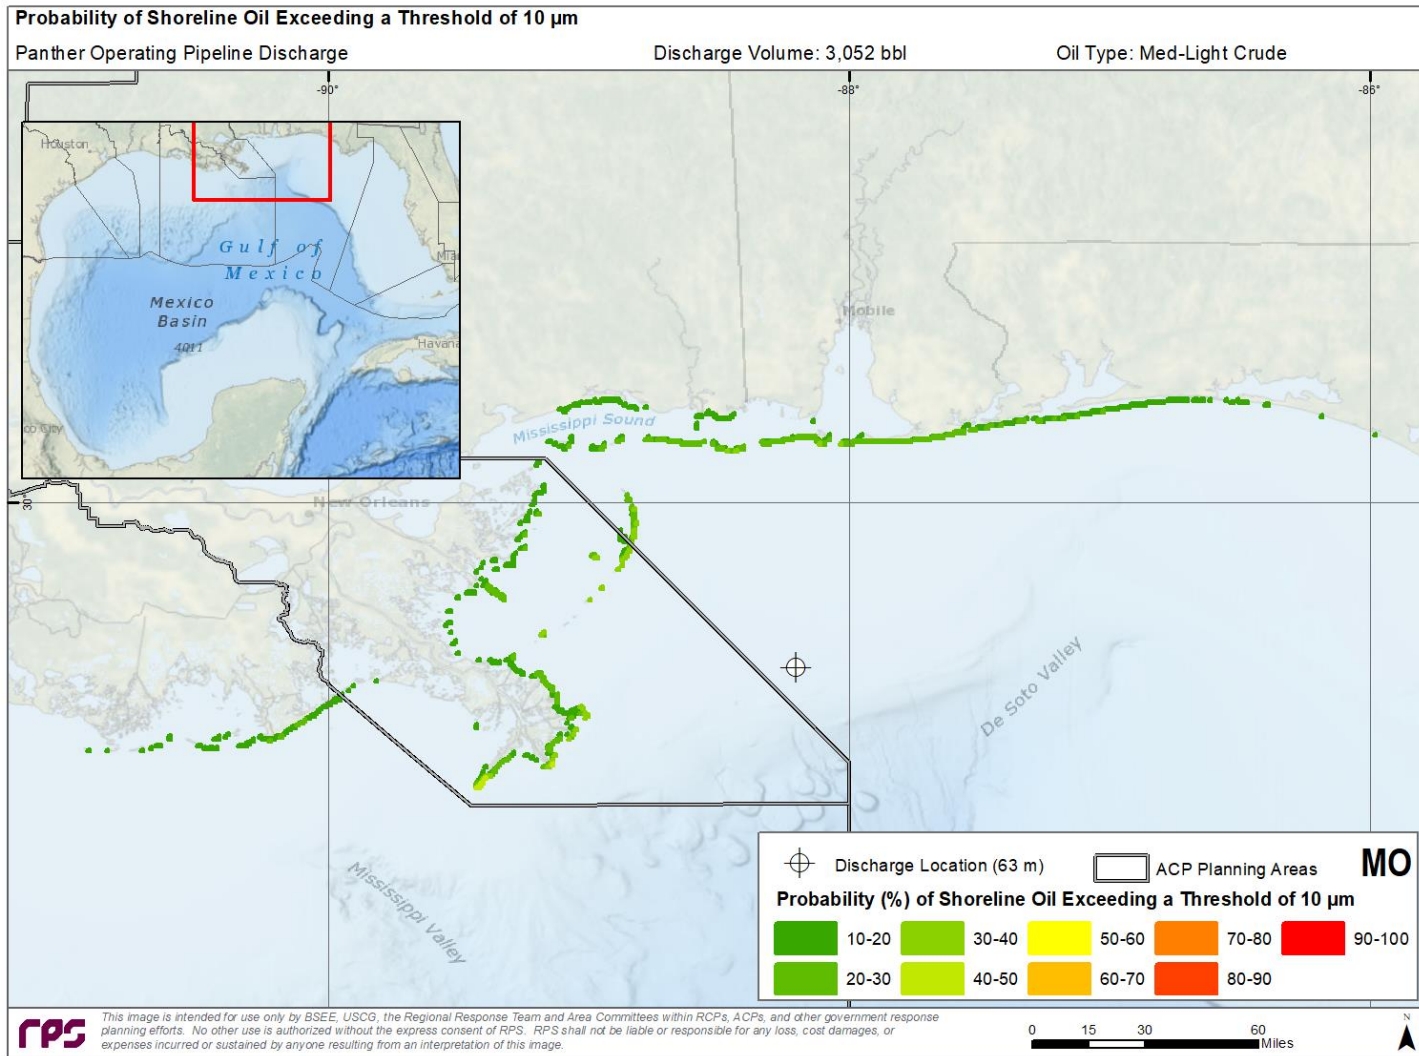 Probability of Shoreline Oil Exceeding a Threshold of 10 µm
Panther Operating Pipeline Discharge Discharge Volume: 3,052 bbl Oil Type: Med-Light Crude
-90° -88° -86°
Houston
Gulf of
Mexico
Mexico
Basin
4011
Havana
Mobile
Mississippi Sound
30°
New Orleans
De Soto Valley
Mississippi Valley
Discharge Location (63 m) ACP Planning Areas MO
Probability (%) of Shoreline Oil Exceeding a Threshold of 10 µm
10-20 30-40 50-60 70-80 90-100
20-30 40-50 60-70 80-90
RPS
This image is intended for use only by BSEE, USCG, the Regional Response Team and Area Committees within RCPs, ACPs, and other government response
planning efforts. No other use is authorized without the express consent of RPS. RPS shall not be liable or responsible for any loss, cost damages, or
expenses incurred or sustained by anyone resulting from an interpretation of this image.
0 15 30 60
Miles
N